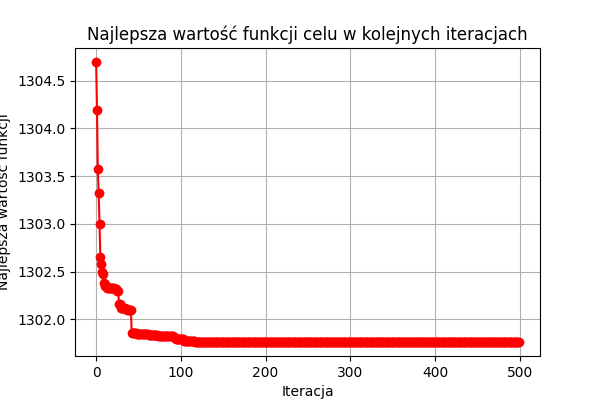 Najlepsza wartość funkcji celu w kolejnych iteracjach
Najlepsza wartość funkcji
1304.5
1304.0
1303.5
1303.0
1302.5
1302.0
0 100 200 300 400 500
Iteracja